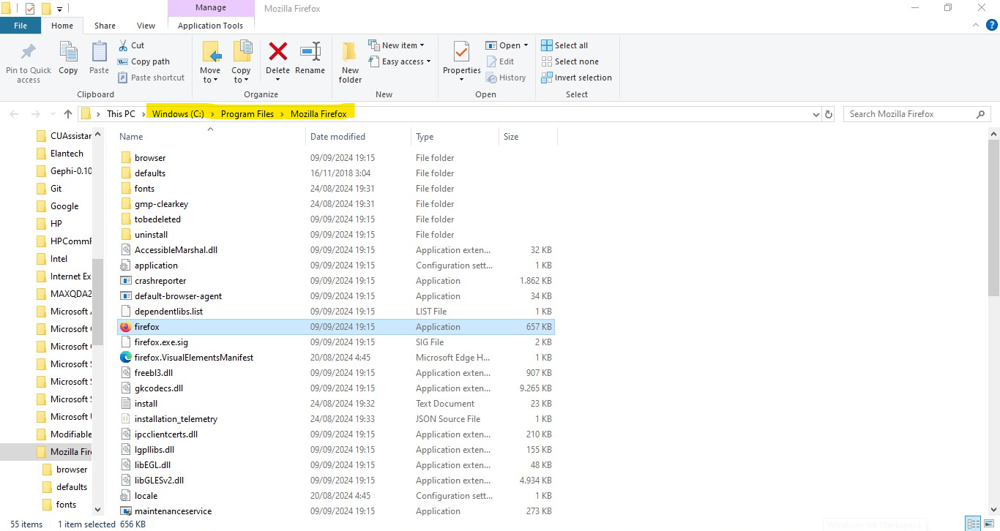 Manage
Mozilla Firefox
File
Home
Share
View
Application Tools
Pin to Quick access
Copy
Paste
Cut
Copy path
Paste shortcut
Move to
Copy to
Delete
Rename
New folder
New item
Easy access
Properties
Open
Edit
History
Select all
Select none
Invert selection
Clipboard
Organize
New
Open
Select
This PC › Windows (C:) › Program Files › Mozilla Firefox
Search Mozilla Firefox
CUAssistar
Elantech
Gephi-0.10
Git
Google
HP
HPCommF
Intel
Internet Ex
MAXQDA2
Microsoft
Microsoft
Microsoft
Microsoft
Microsoft
Microsoft
Microsoft
Modifiable
Mozilla Fire
browser
defaults
fonts
Name Date modified Type Size
browser 09/09/2024 19:15 File folder
defaults 16/11/2018 3:04 File folder
fonts 24/08/2024 19:31 File folder
gmp-clearkey 24/08/2024 19:31 File folder
tobedeleted 09/09/2024 19:15 File folder
uninstall 09/09/2024 19:15 File folder
AccessibleMarshal.dll 09/09/2024 19:15 Application exten... 32 KB
application 09/09/2024 19:15 Configuration sett... 1 KB
crashreporter 09/09/2024 19:15 Application 1.862 KB
default-browser-agent 09/09/2024 19:15 Application 34 KB
dependentlibs.list 09/09/2024 19:15 LIST File 1 KB
firefox 09/09/2024 19:15 Application 657 KB
firefox.exe.sig 09/09/2024 19:15 SIG File 2 KB
firefox.VisualElementsManifest 20/08/2024 4:45 Microsoft Edge H... 1 KB
freebl3.dll 09/09/2024 19:15 Application exten... 907 KB
gkcodecs.dll 09/09/2024 19:15 Application exten... 9.265 KB
install 24/08/2024 19:32 Text Document 23 KB
installation_telemetry 24/08/2024 19:33 JSON Source File 1 KB
ipcclientcerts.dll 09/09/2024 19:15 Application exten... 210 KB
lgpllibs.dll 09/09/2024 19:15 Application exten... 155 KB
libEGL.dll 09/09/2024 19:15 Application exten... 48 KB
libGLESv2.dll 09/09/2024 19:15 Application exten... 4.934 KB
locale 20/08/2024 4:45 Configuration sett... 1 KB
maintenanceservice 09/09/2024 19:15 Application 273 KB
55 items 1 item selected 656 KB
Windows Ink Workspace